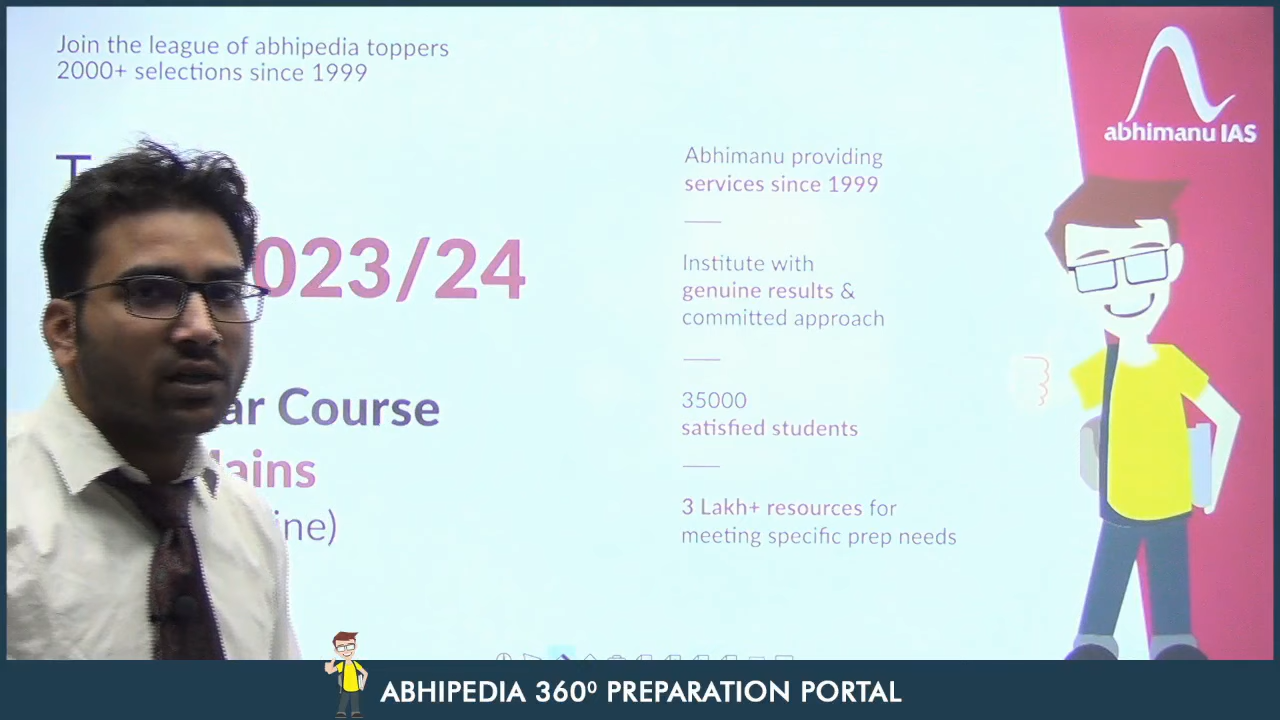 Join the league of abhipedia toppers
2000+ selections since 1999
023/24
Course
ine)
Abhimanu providing
services since 1999
Institute with
genuine results &
committed approach
35000
satisfied students
3 Lakh+ resources for
meeting specific prep needs
abhimanu IAS
ABHIPEDIA 360⁰ PREPARATION PORTAL